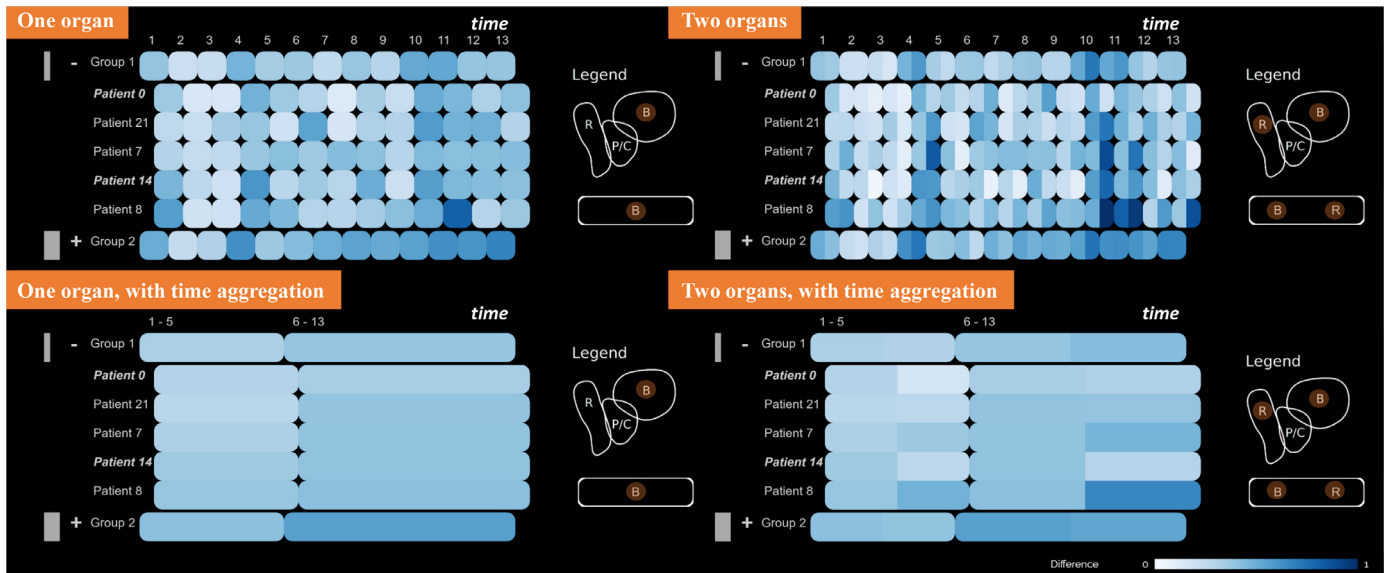 One organ
time
1 2 3 4 5 6 7 8 9 10 11 12 13
- Group 1
Patient 0
Patient 21
Patient 7
Patient 14
Patient 8
+ Group 2
Legend
R
B
P/C
B
Two organs
time
1 2 3 4 5 6 7 8 9 10 11 12 13
- Group 1
Patient 0
Patient 21
Patient 7
Patient 14
Patient 8
+ Group 2
Legend
B
R
P/C
B R
One organ, with time aggregation
time
1 - 5 6 - 13
- Group 1
Patient 0
Patient 21
Patient 7
Patient 14
Patient 8
+ Group 2
Legend
B
R
P/C
B
Two organs, with time aggregation
time
1 - 5 6 - 13
- Group 1
Patient 0
Patient 21
Patient 7
Patient 14
Patient 8
+ Group 2
Legend
B
R
P/C
B R
Difference 0 1